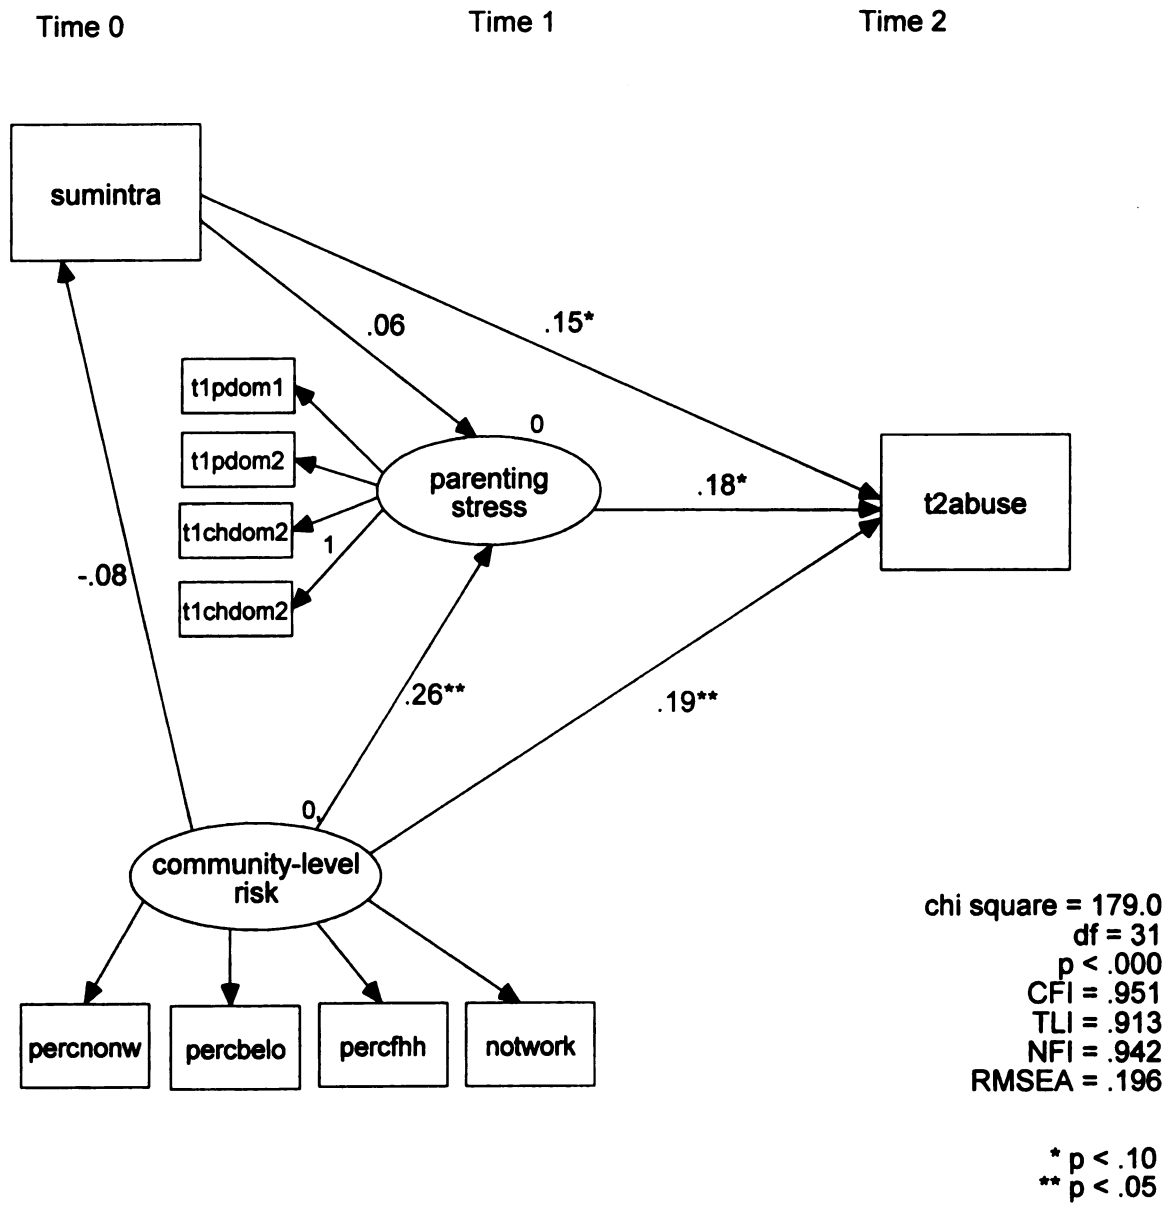 Time 0
Time 1
Time 2
sumintra
.06
.15*
t1pdom1
t1pdom2
t1chdom2
1
t1chdom2
0
parenting
stress
.18*
t2abuse
-.08
.26**
.19**
0,
community-level
risk
percnonw
percbelo
percfhh
notwork
chi square = 179.0
df = 31
p < .000
CFI = .951
TLI = .913
NFI = .942
RMSEA = .196
* p < .10
** p < .05